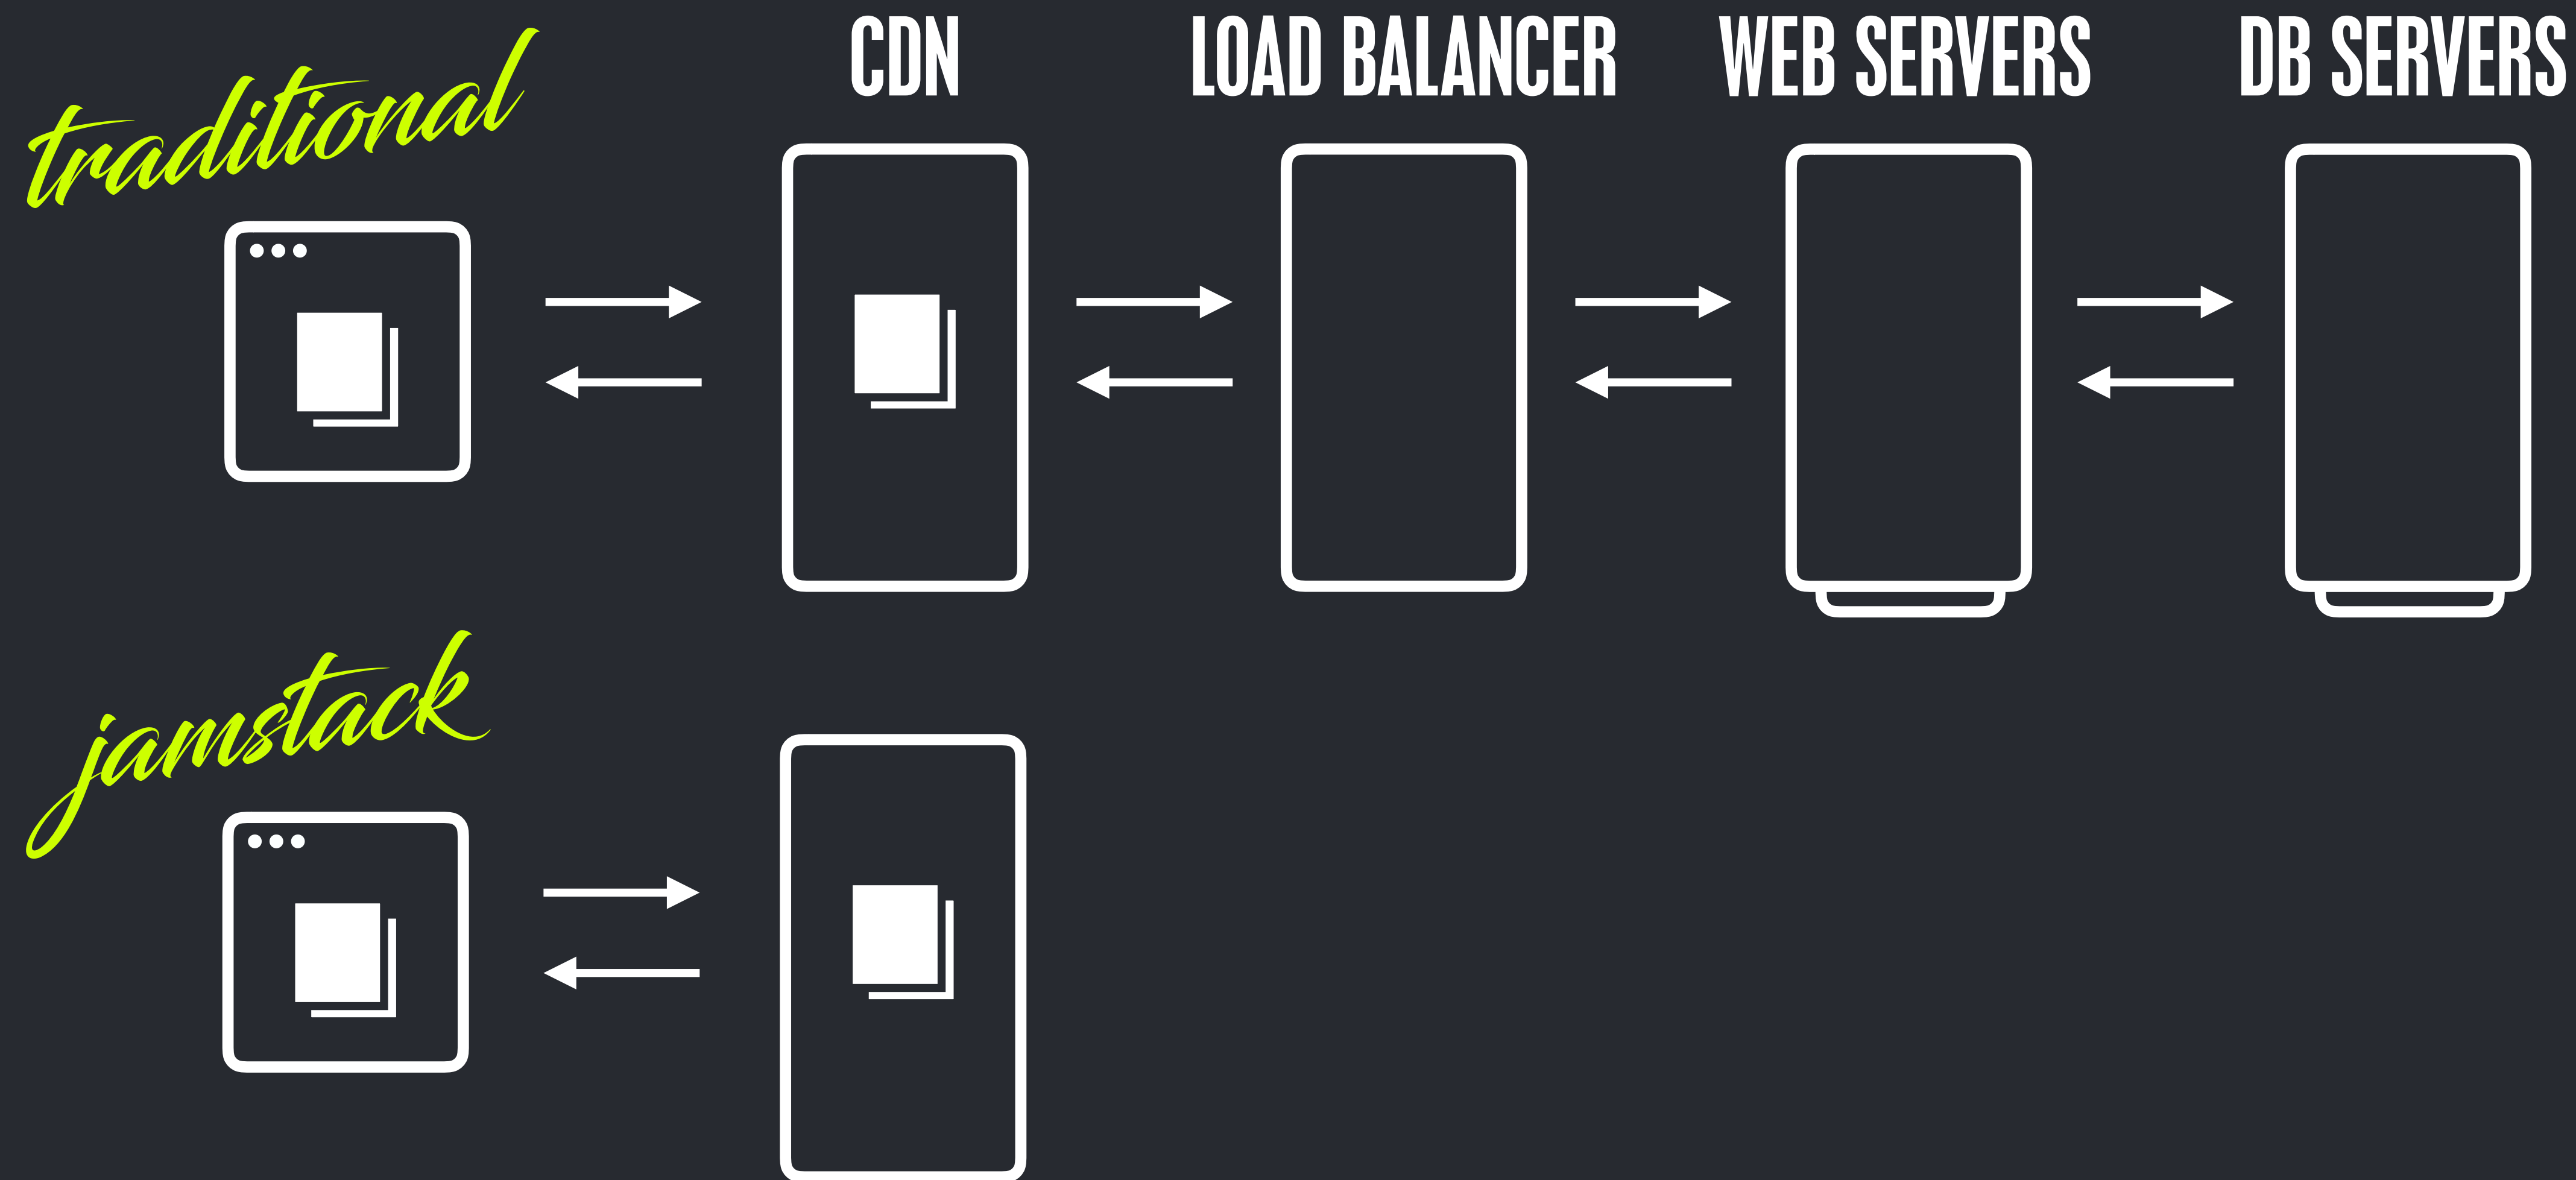 traditional
CDN
LOAD BALANCER
WEB SERVERS
DB SERVERS
jamstack